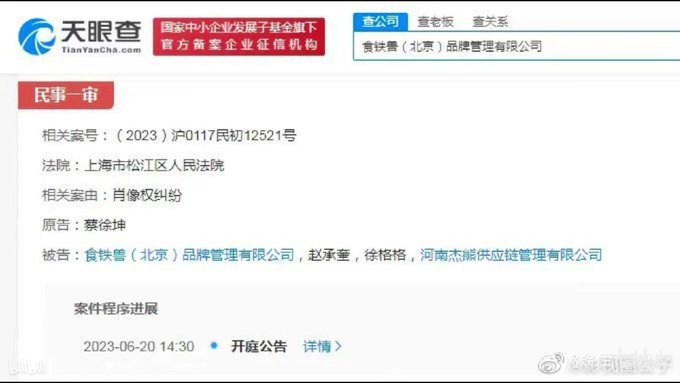 天眼查
TianYanCha.com
国家中小企业发展子基金旗下
官方备案企业征信机构
查公司 查老板 查关系
食铁兽（北京）品牌管理有限公司
民事一审
相关案号：（2023）沪0117民初12521号
法院：上海市松江区人民法院
相关案由：肖像权纠纷
原告：蔡徐坤
被告：食铁兽（北京）品牌管理有限公司，赵承奎，徐格格，河南杰熊供应链管理有限公司
案件程序进展
2023-06-20 14:30 开庭公告 详情